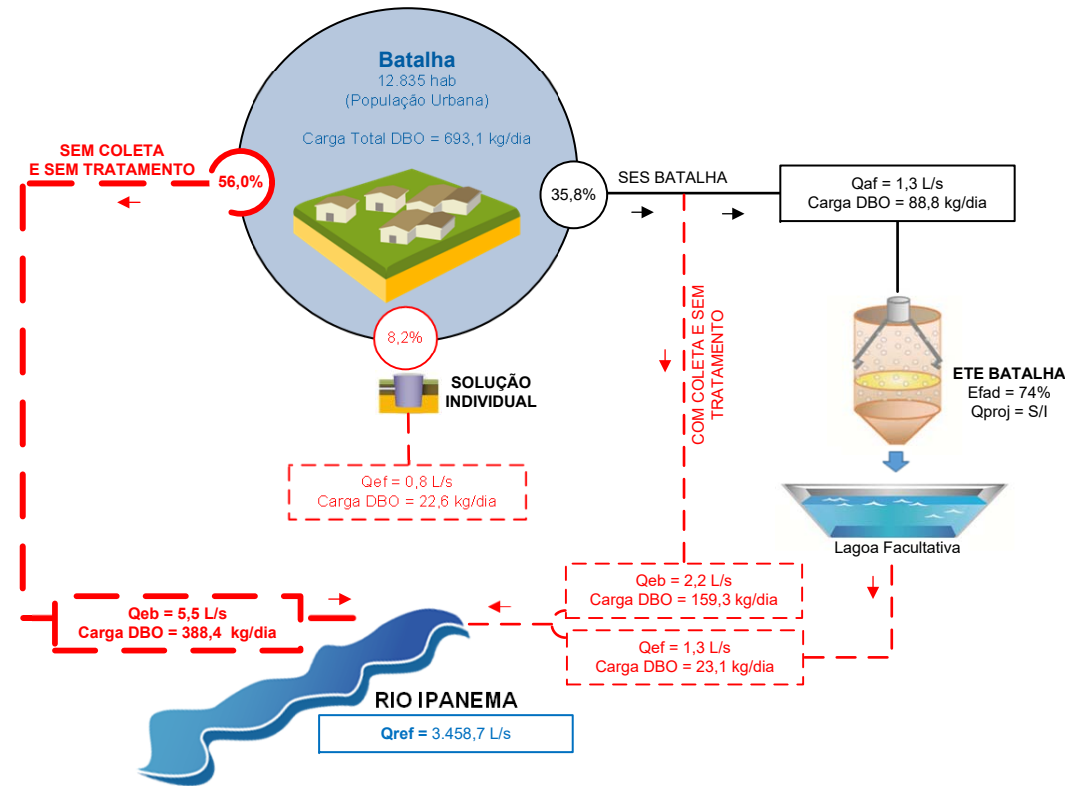 Batalha
12.835 hab
(População Urbana)
Carga Total DBO = 693,1 kg/dia
SEM COLETA
E SEM TRATAMENTO
56,0%
35,8%
SES BATALHA
Qaf = 1,3 L/s
Carga DBO = 88,8 kg/dia
8,2%
SOLUÇÃO
INDIVIDUAL
Qef = 0,8 L/s
Carga DBO = 22,6 kg/dia
COM COLETA E SEM
TRATAMENTO
ETE BATALHA
Efad = 74%
Qproj = S/I
Lagoa Facultativa
Qeb = 2,2 L/s
Carga DBO = 159,3 kg/dia
Qef = 1,3 L/s
Carga DBO = 23,1 kg/dia
Qeb = 5,5 L/s
Carga DBO = 388,4 kg/dia
RIO IPANEMA
Qref = 3.458,7 L/s